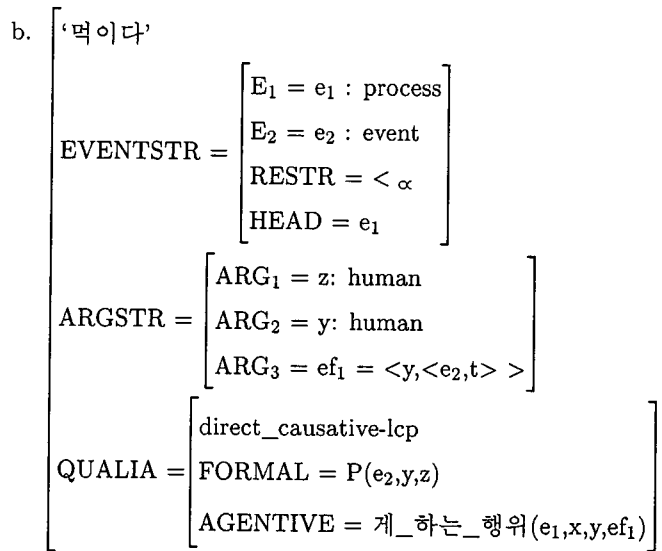 b. ‘먹이다’
EVENTSTR =
E₁ = e₁ : process
E₂ = e₂ : event
RESTR = < ∝
HEAD = e₁
ARGSTR =
ARG₁ = z: human
ARG₂ = y: human
ARG₃ = ef₁ = <y,<e₂,t> >
QUALIA =
direct_causative-lcp
FORMAL = P(e₂,y,z)
AGENTIVE = 게_하는_행위(e₁,x,y,ef₁)